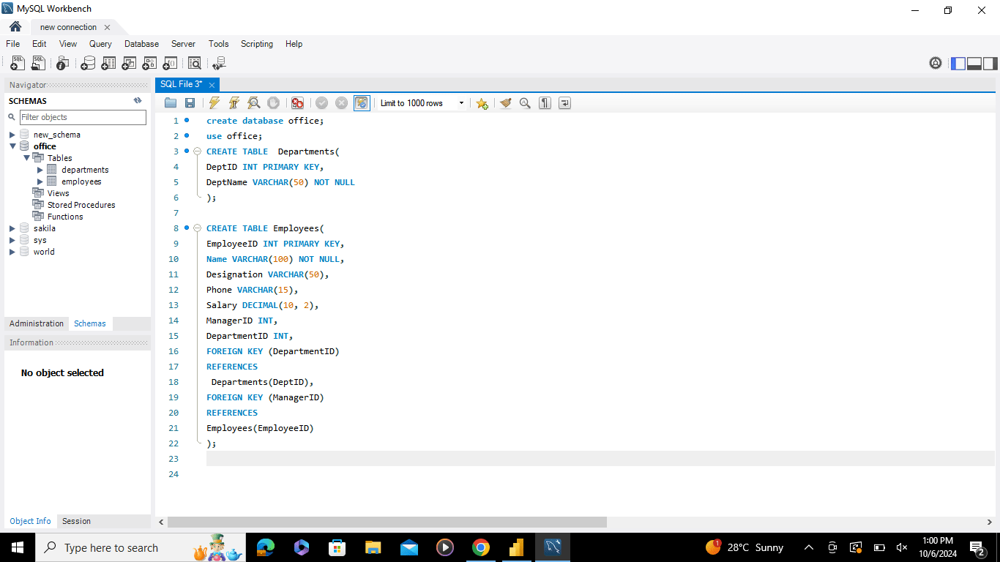 MySQL Workbench
new connection
File Edit View Query Database Server Tools Scripting Help
Navigator
SCHEMAS
Filter objects
new_schema
office
Tables
departments
employees
Views
Stored Procedures
Functions
sakila
sys
world
Administration Schemas
Information
No object selected
Object Info Session
SQL File 3*
Limit to 1000 rows
1 create database office;
2 use office;
3 CREATE TABLE  Departments(
4 DeptID INT PRIMARY KEY,
5 DeptName VARCHAR(50) NOT NULL
6 );
7
8 CREATE TABLE Employees(
9 EmployeeID INT PRIMARY KEY,
10 Name VARCHAR(100) NOT NULL,
11 Designation VARCHAR(50),
12 Phone VARCHAR(15),
13 Salary DECIMAL(10, 2),
14 ManagerID INT,
15 DepartmentID INT,
16 FOREIGN KEY (DepartmentID)
17 REFERENCES
18  Departments(DeptID),
19 FOREIGN KEY (ManagerID)
20 REFERENCES
21 Employees(EmployeeID)
22 );
23
24
Type here to search
1
28°C Sunny
1:00 PM
10/6/2024
2